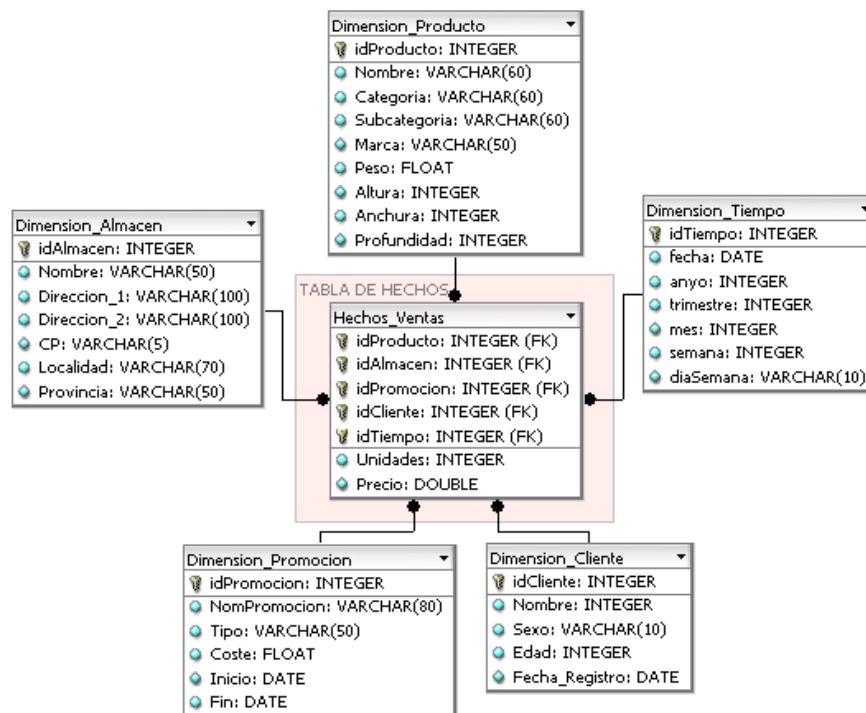 Dimension_Producto
idProducto: INTEGER
Nombre: VARCHAR(60)
Categoria: VARCHAR(60)
Subcategoria: VARCHAR(60)
Marca: VARCHAR(50)
Peso: FLOAT
Altura: INTEGER
Anchura: INTEGER
Profundidad: INTEGER
Dimension_Almacen
idAlmacen: INTEGER
Nombre: VARCHAR(50)
Direccion_1: VARCHAR(100)
Direccion_2: VARCHAR(100)
CP: VARCHAR(5)
Localidad: VARCHAR(70)
Provincia: VARCHAR(50)
Dimension_Tiempo
idTiempo: INTEGER
fecha: DATE
anyo: INTEGER
trimestre: INTEGER
mes: INTEGER
semana: INTEGER
diaSemana: VARCHAR(10)
TABLA DE HECHOS
Hechos_Ventas
idProducto: INTEGER (FK)
idAlmacen: INTEGER (FK)
idPromocion: INTEGER (FK)
idCliente: INTEGER (FK)
idTiempo: INTEGER (FK)
Unidades: INTEGER
Precio: DOUBLE
Dimension_Promocion
idPromocion: INTEGER
NomPromocion: VARCHAR(80)
Tipo: VARCHAR(50)
Coste: FLOAT
Inicio: DATE
Fin: DATE
Dimension_Cliente
idCliente: INTEGER
Nombre: INTEGER
Sexo: VARCHAR(10)
Edad: INTEGER
Fecha_Registro: DATE